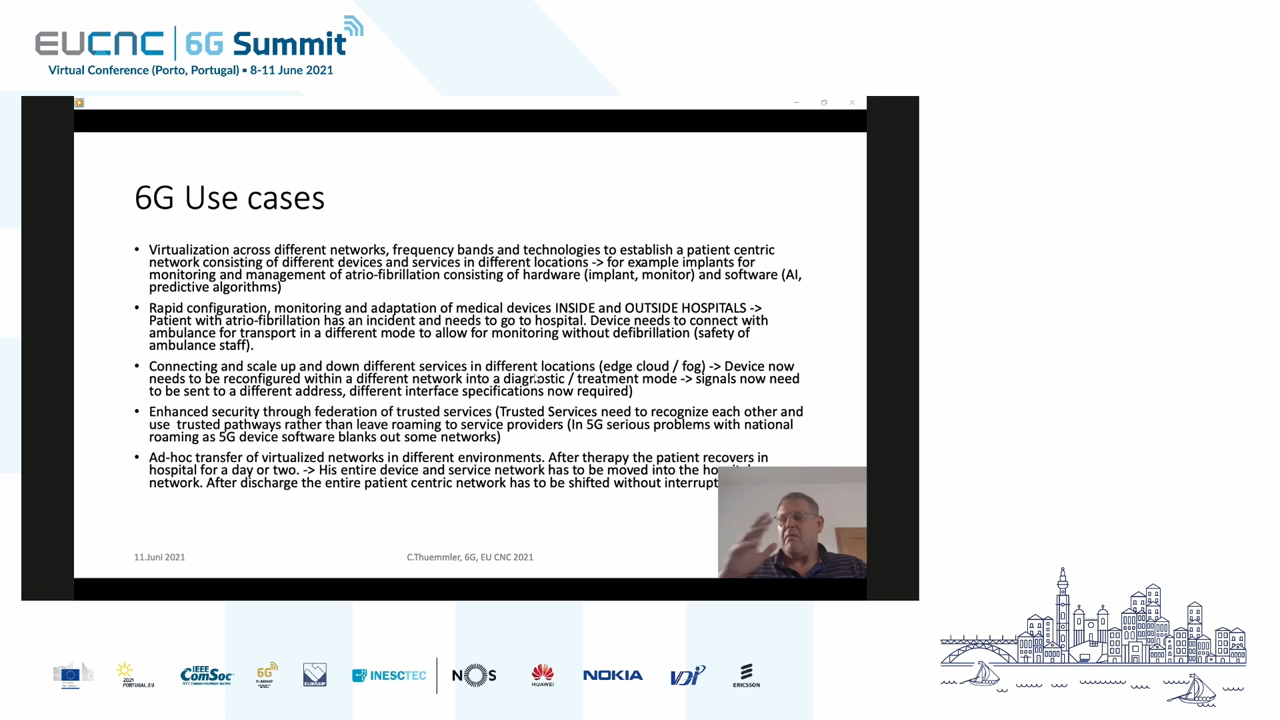 EUCNC 6G Summit
Virtual Conference (Porto, Portugal) • 8-11 June 2021
6G Use cases
• Virtualization across different networks, frequency bands and technologies to establish a patient centric
network consisting of different devices and services in different locations -> for example implants for
monitoring and management of atrio-fibrillation consisting of hardware (implant, monitor) and software (AI,
predictive algorithms)
• Rapid configuration, monitoring and adaptation of medical devices INSIDE and OUTSIDE HOSPITALS ->
Patient with atrio-fibrillation has an incident and needs to go to hospital. Device needs to connect with
ambulance for transport in a different mode to allow for monitoring without defibrillation (safety of
ambulance staff).
• Connecting and scale up and down different services in different locations (edge cloud / fog) -> Device now
needs to be reconfigured within a different network into a diagnostic / treatment mode -> signals now need
to be sent to a different address, different interface specifications now required)
• Enhanced security through federation of trusted services (Trusted Services need to recognize each other and
use trusted pathways rather than leave roaming to service providers (In 5G serious problems with national
roaming as 5G device software blanks out some networks)
• Ad-hoc transfer of virtualized networks in different environments. After therapy the patient recovers in
hospital for a day or two. -> His entire device and service network has to be moved into the
network. After discharge the entire patient centric network has to be shifted without
11.Juni 2021
C.Thuemmler, 6G, EU CNC 2021
2021
PORTUGAL.EU
IEEE
ComSoc
6G
FLAGSHIP
EURASIP
INESCTEC
NOS
HUAWEI
NOKIA
VDI
ERICSSON